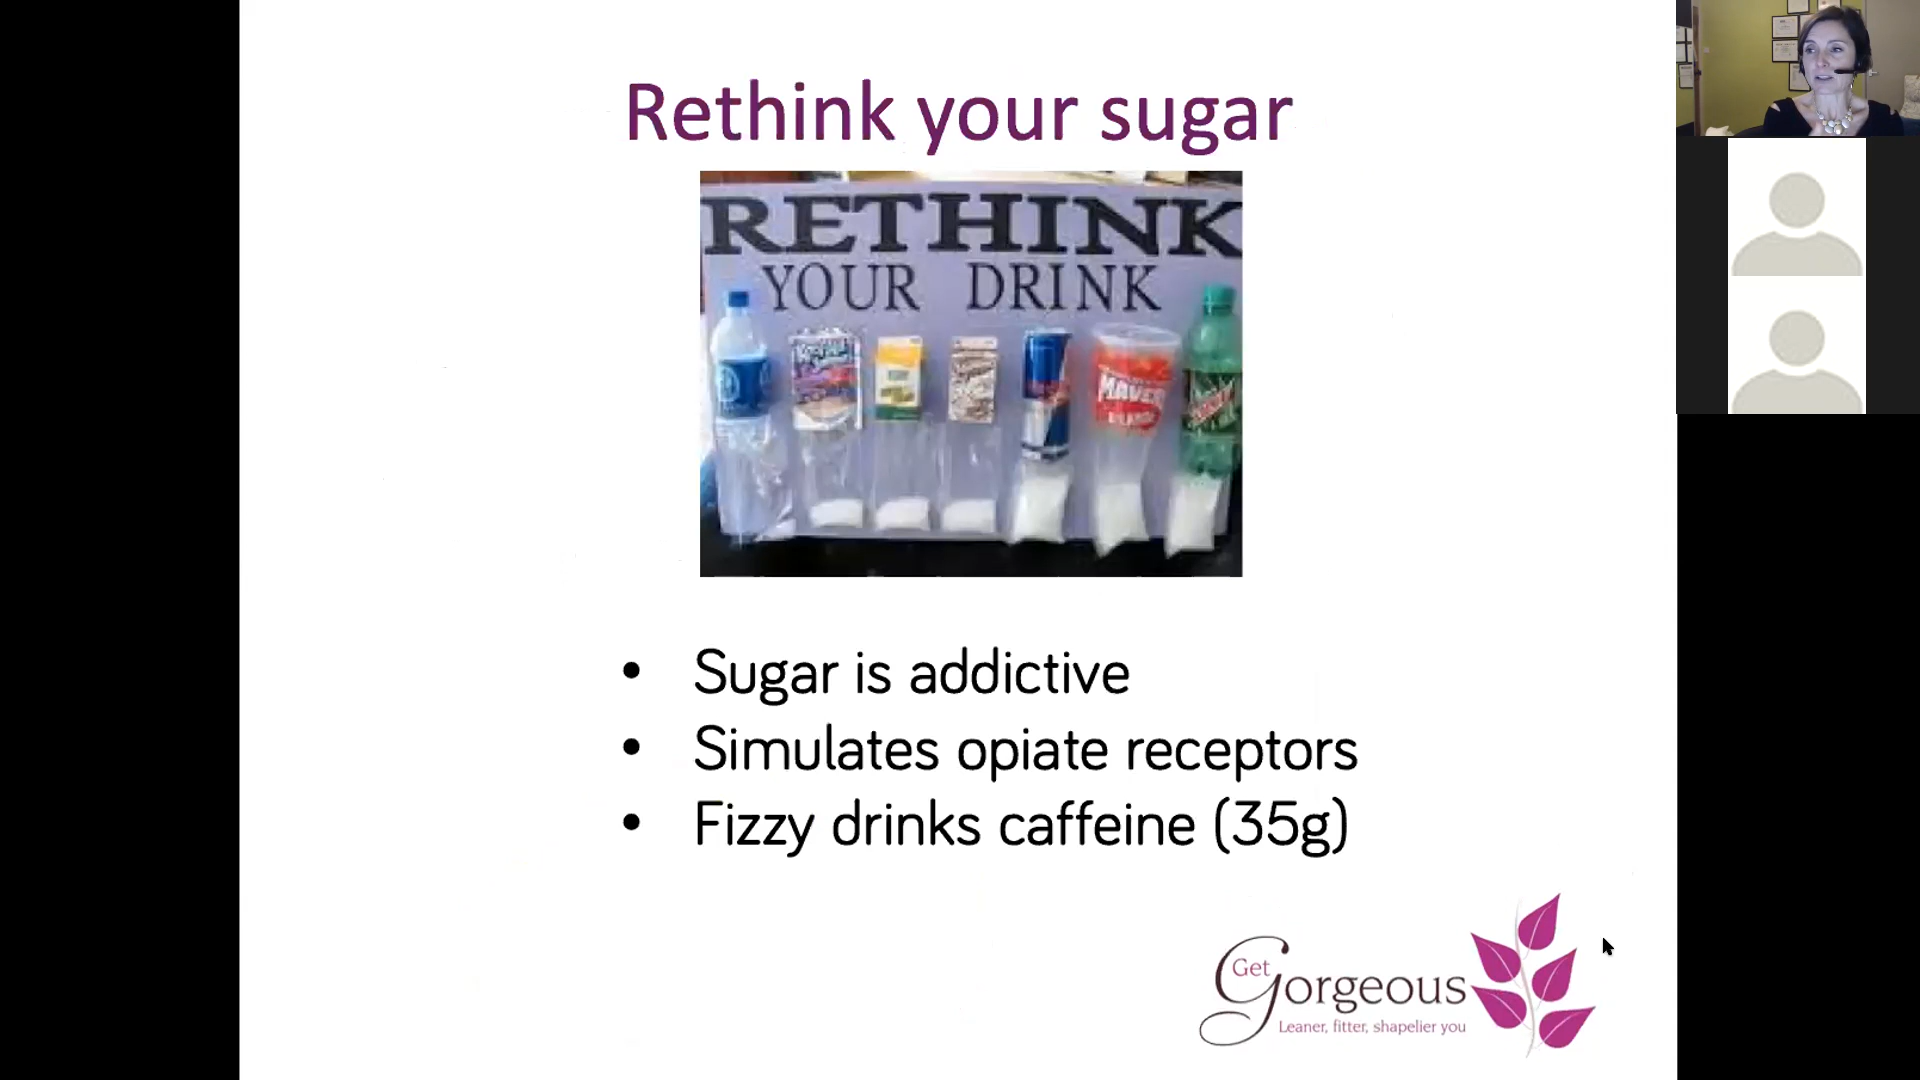 Rethink your sugar
RETHINK
YOUR DRINK
• Sugar is addictive
• Simulates opiate receptors
• Fizzy drinks caffeine (35g)
Get
Gorgeous
Leaner, fitter, shapelier you